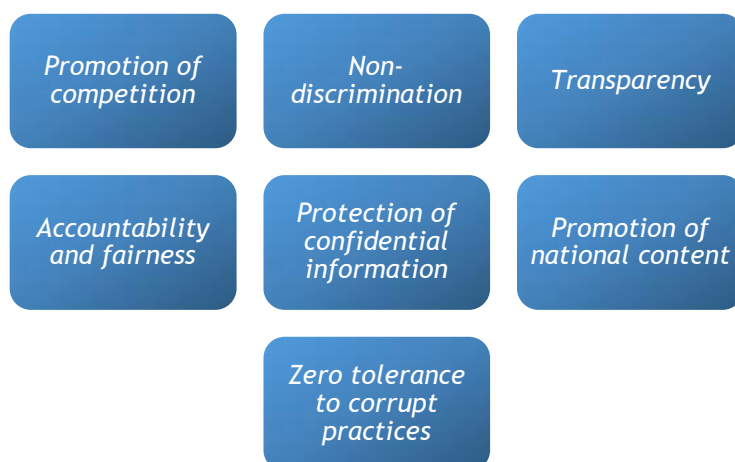 Promotion of
competition
Non-
discrimination
Transparency
Accountability
and fairness
Protection of
confidential
information
Promotion of
national content
Zero tolerance
to corrupt
practices